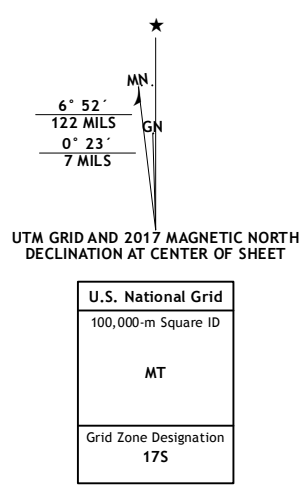 MN.
6° 52´
122 MILS
GN
0° 23´
7 MILS
UTM GRID AND 2017 MAGNETIC NORTH
DECLINATION AT CENTER OF SHEET
U.S. National Grid
100,000-m Square ID
MT
Grid Zone Designation
17S